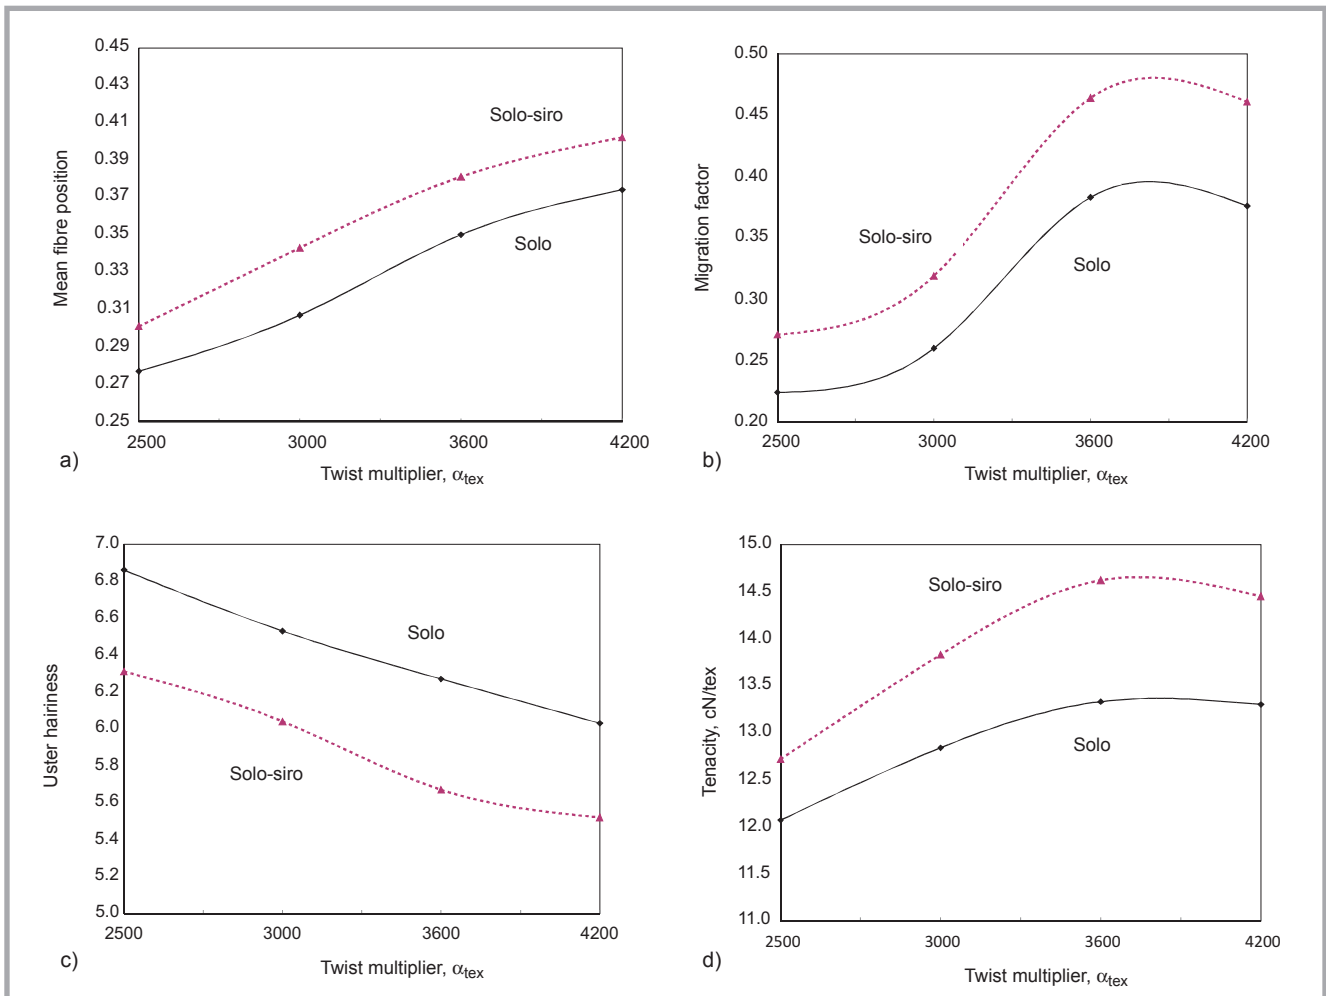 0.45
0.43
0.41
0.39
0.37
0.35
0.33
0.31
0.29
0.27
0.25
Mean fibre position
Solo-siro
Solo
2500 3000 3600 4200
a)
Twist multiplier, αtex
0.50
0.45
0.40
0.35
0.30
0.25
0.20
Migration factor
Solo-siro
Solo
2500 3000 3600 4200
b)
Twist multiplier, αtex
7.0
6.8
6.6
6.4
6.2
6.0
5.8
5.6
5.4
5.2
5.0
Uster hairiness
Solo
Solo-siro
2500 3000 3600 4200
c)
Twist multiplier, αtex
15.0
14.5
14.0
13.5
13.0
12.5
12.0
11.5
11.0
Tenacity, cN/tex
Solo-siro
Solo
2500 3000 3600 4200
d)
Twist multiplier, αtex